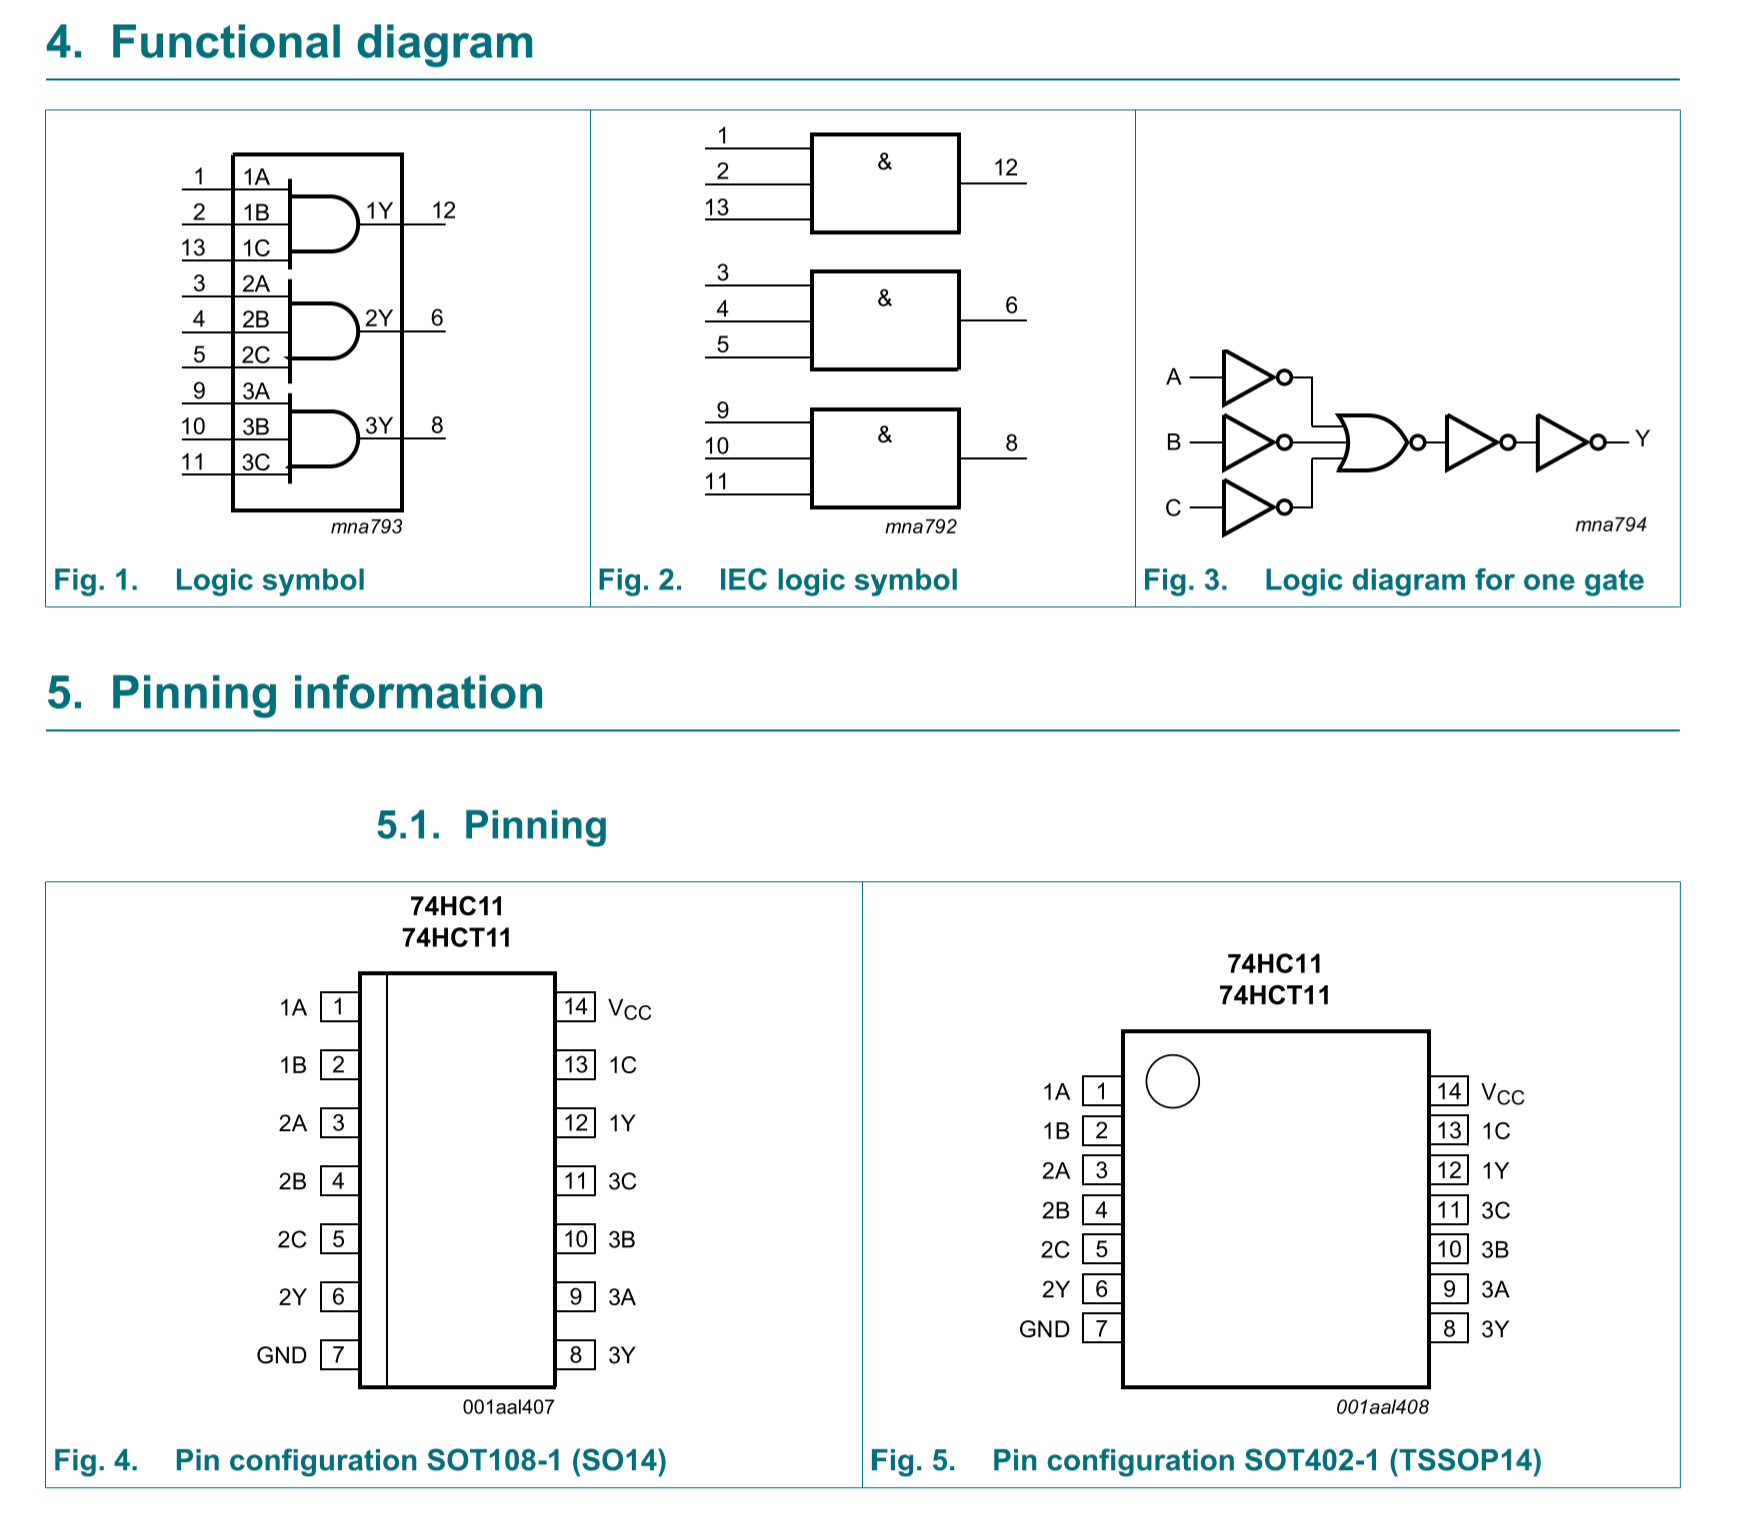 4. Functional diagram
1 1A
2 1B 1Y 12
13 1C
3 2A
4 2B 2Y 6
5 2C
9 3A
10 3B 3Y 8
11 3C
mna793
Fig. 1. Logic symbol
1
& 12
2
13
3
& 6
4
5
9
& 8
10
11
mna792
Fig. 2. IEC logic symbol
A
B Y
C
mna794
Fig. 3. Logic diagram for one gate
5. Pinning information
5.1. Pinning
74HC11
74HCT11
1A 1 14 VCC
1B 2 13 1C
2A 3 12 1Y
2B 4 11 3C
2C 5 10 3B
2Y 6 9 3A
GND 7 8 3Y
001aal407
Fig. 4. Pin configuration SOT108-1 (SO14)
74HC11
74HCT11
1A 1 14 VCC
1B 2 13 1C
2A 3 12 1Y
2B 4 11 3C
2C 5 10 3B
2Y 6 9 3A
GND 7 8 3Y
001aal408
Fig. 5. Pin configuration SOT402-1 (TSSOP14)